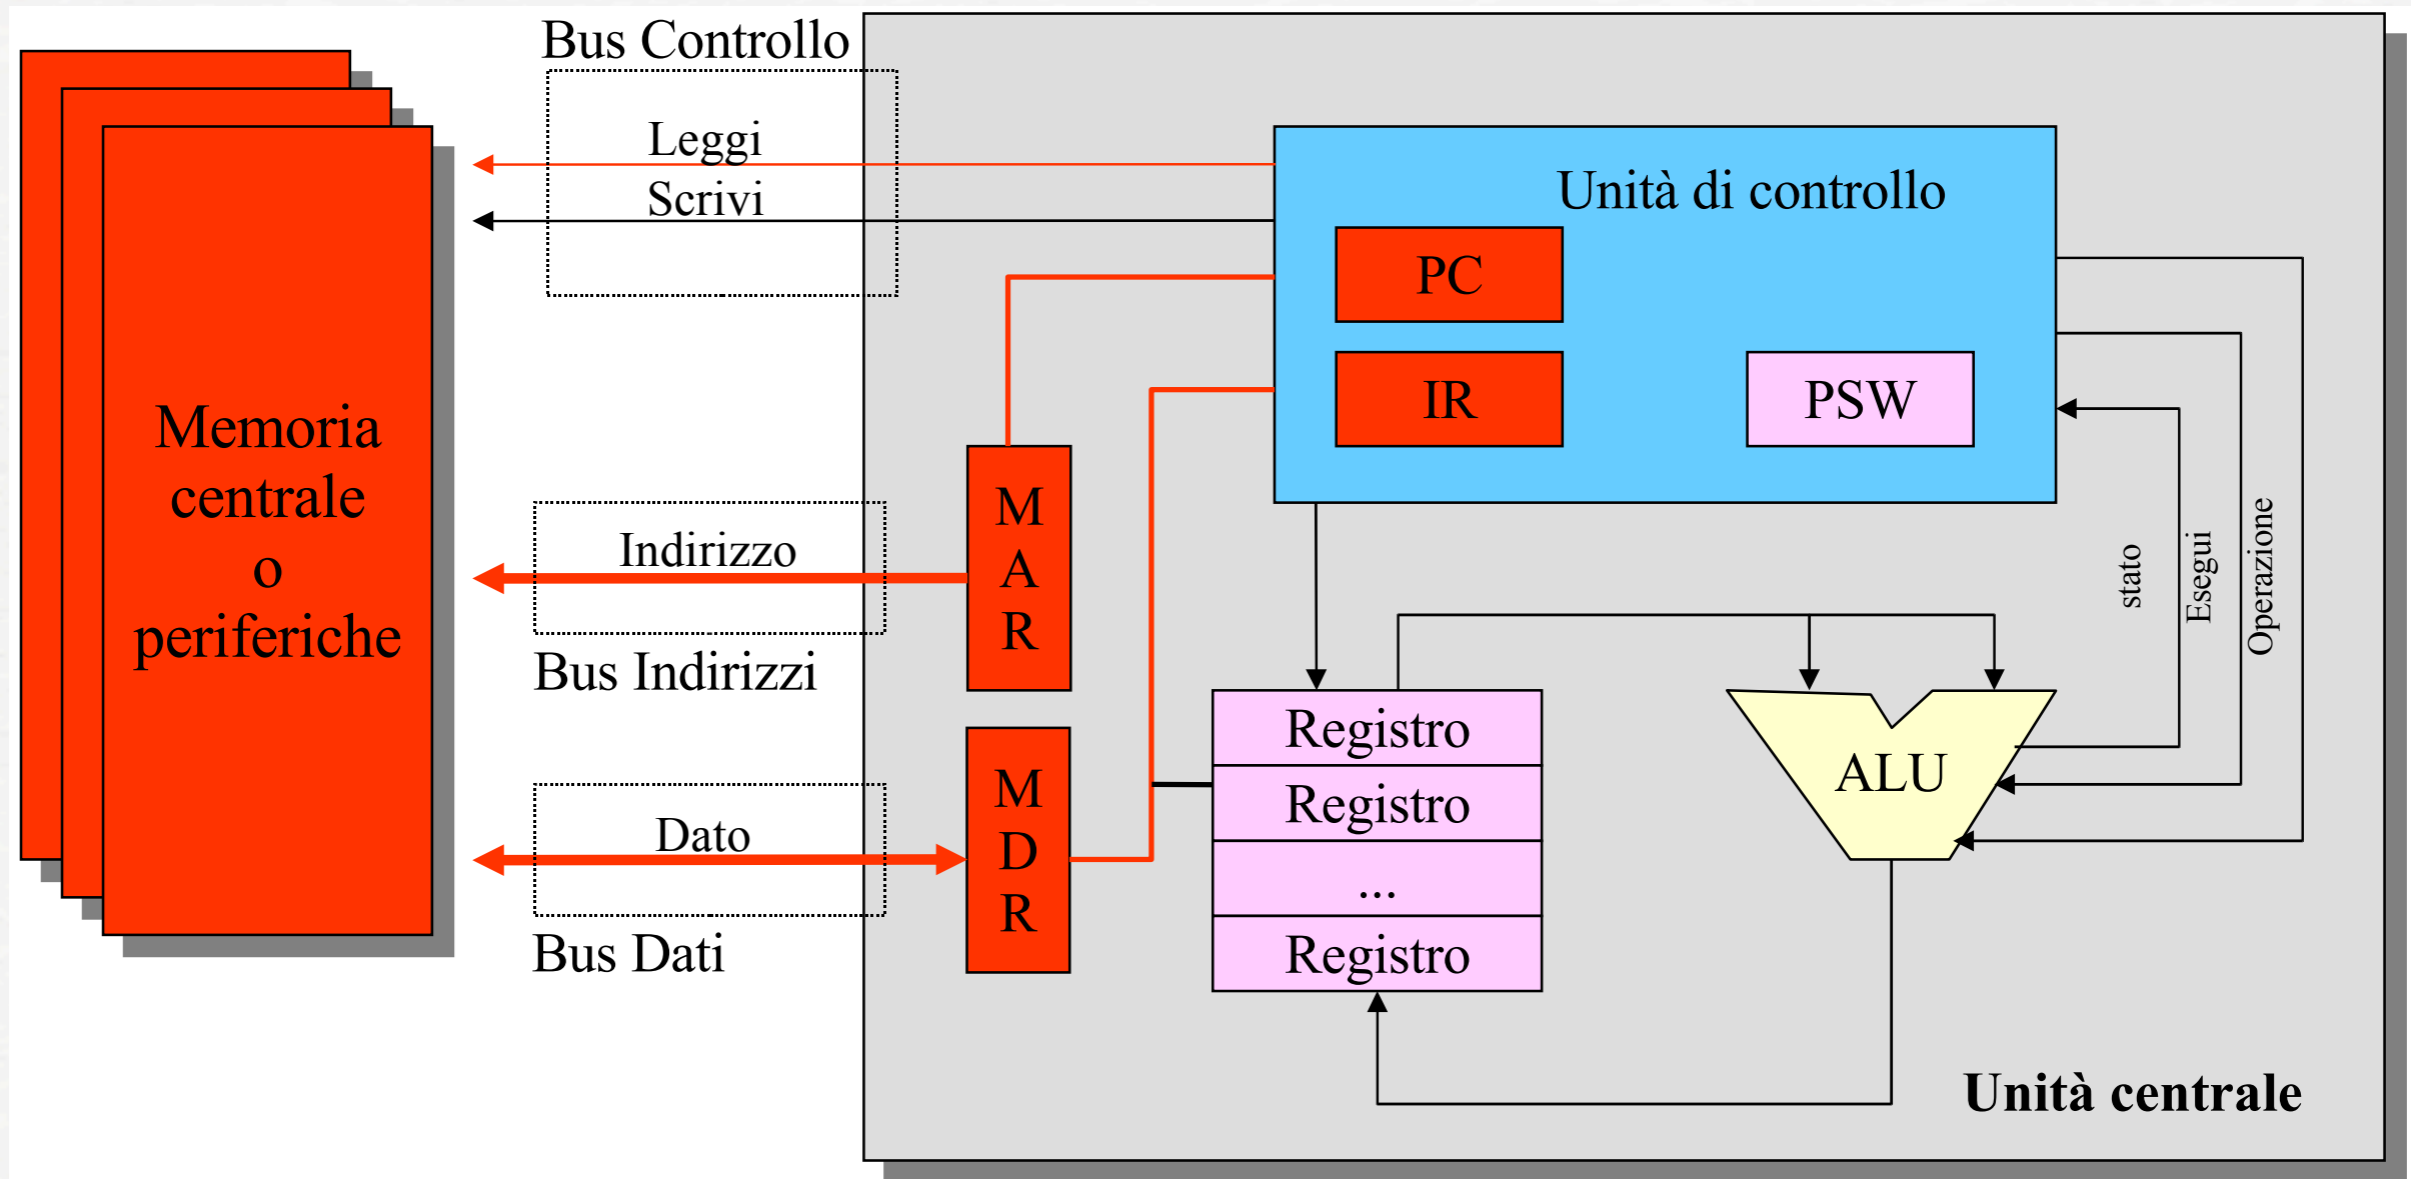 Bus Controllo
Leggi
Scrivi
Unità di controllo
PC
IR
PSW
Memoria
centrale
o
periferiche
Indirizzo
Bus Indirizzi
M
A
R
stato
Esegui
Operazione
Dato
Bus Dati
M
D
R
Registro
Registro
...
Registro
ALU
Unità centrale